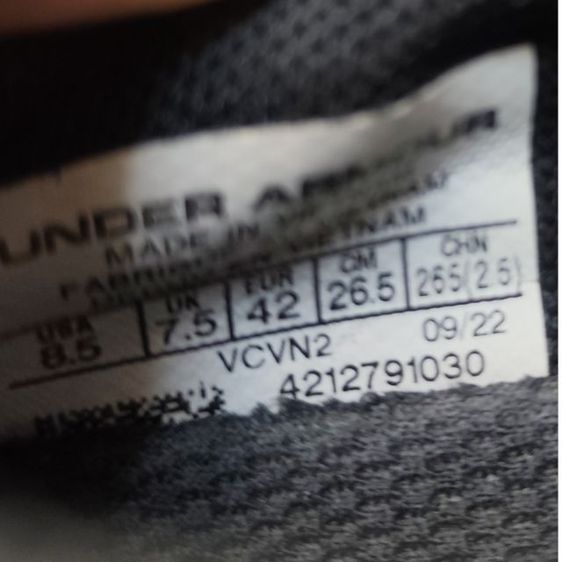 UNDER ARMOUR
MADE IN VIETNAM
USA UK EUR CM CHN
8.5 7.5 42 26.5 265(2.5)
VCVN2 09/22
4212791030